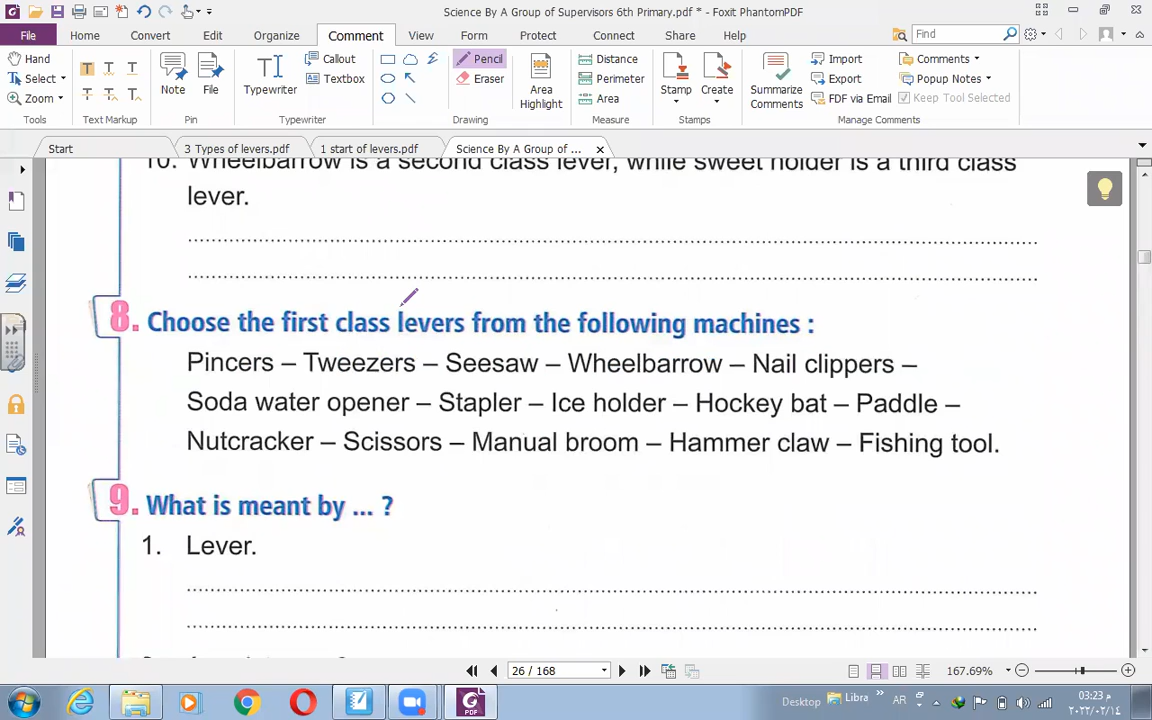 Science By A Group of Supervisors 6th Primary.pdf * - Foxit PhantomPDF
File Home Convert Edit Organize Comment View Form Protect Connect Share Help Find
Hand Select Zoom Tools
Text Markup
Note File Pin
Typewriter Callout Textbox Typewriter
Pencil Eraser Drawing
Area Highlight
Distance Perimeter Area Measure
Stamp Create Stamps
Summarize Comments Import Export FDF via Email Comments Popup Notes Keep Tool Selected Manage Comments
Start 3 Types of levers.pdf 1 start of levers.pdf Science By A Group of ...
10. Wheelbarrow is a second class lever, while sweet holder is a third class
lever.
8. Choose the first class levers from the following machines :
Pincers – Tweezers – Seesaw – Wheelbarrow – Nail clippers –
Soda water opener – Stapler – Ice holder – Hockey bat – Paddle –
Nutcracker – Scissors – Manual broom – Hammer claw – Fishing tool.
9. What is meant by ... ?
1. Lever.
26 / 168 167.69%
Desktop Libra AR 03:23 م
٢٠٢٢/٠٢/١٤